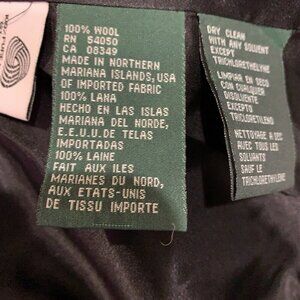 100% WOOL
RN 54050
CA 08349
MADE IN NORTHERN
MARIANA ISLANDS, USA
OF IMPORTED FABRIC
100% LANA
HECHO EN LAS ISLAS
MARIANA DEL NORDE,
E.E.U.U. DE TELAS
IMPORTADAS
100% LAINE
FAIT AUX ILES
MARIANES DU NORD,
AUX ETATS-UNIS
DE TISSU IMPORTE
DRY CLEAN
WITH ANY SOLVENT
EXCEPT
TRICLORETHELYNE
LIMPIAR EN SECO
CON CUALQUIER
DISOLVENTE
EXCEPTO
TRICLORETILENO
NETTOYAGE A SEC
AVEC TOUS LES
SOLVANTS
SAUF LE
TRICHLORETHYLENE